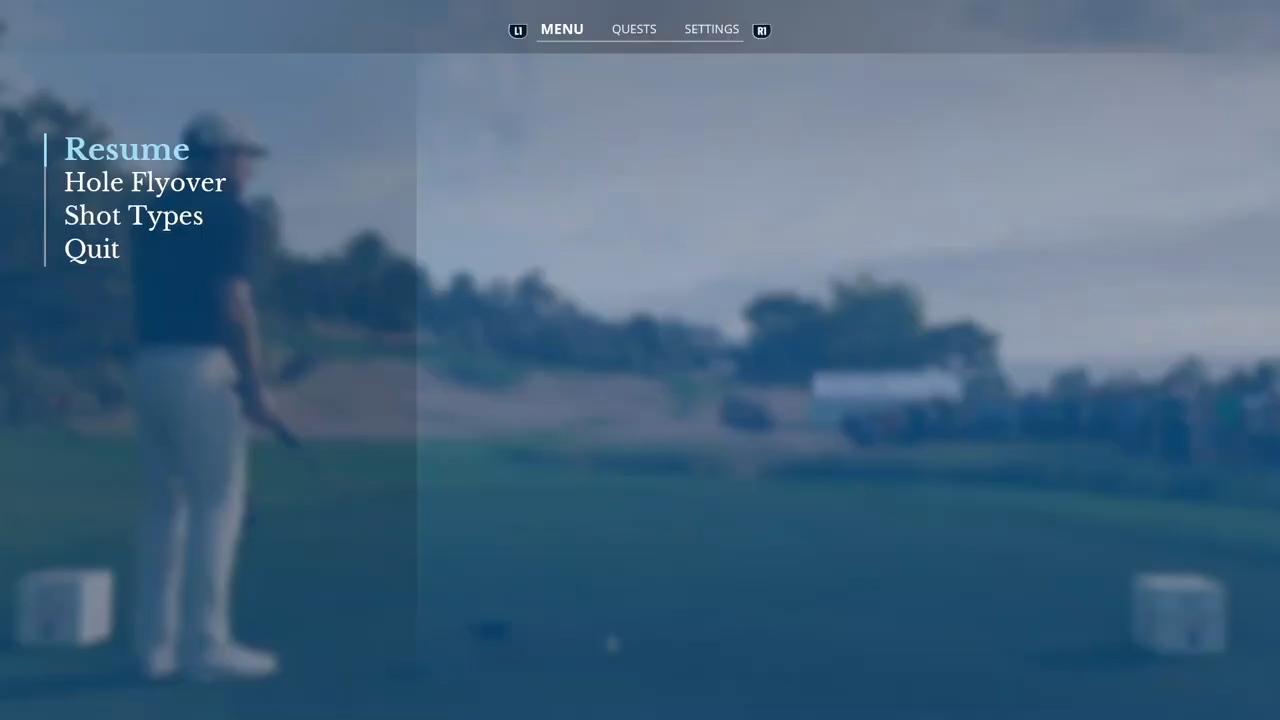 L1 MENU QUESTS SETTINGS R1
Resume
Hole Flyover
Shot Types
Quit